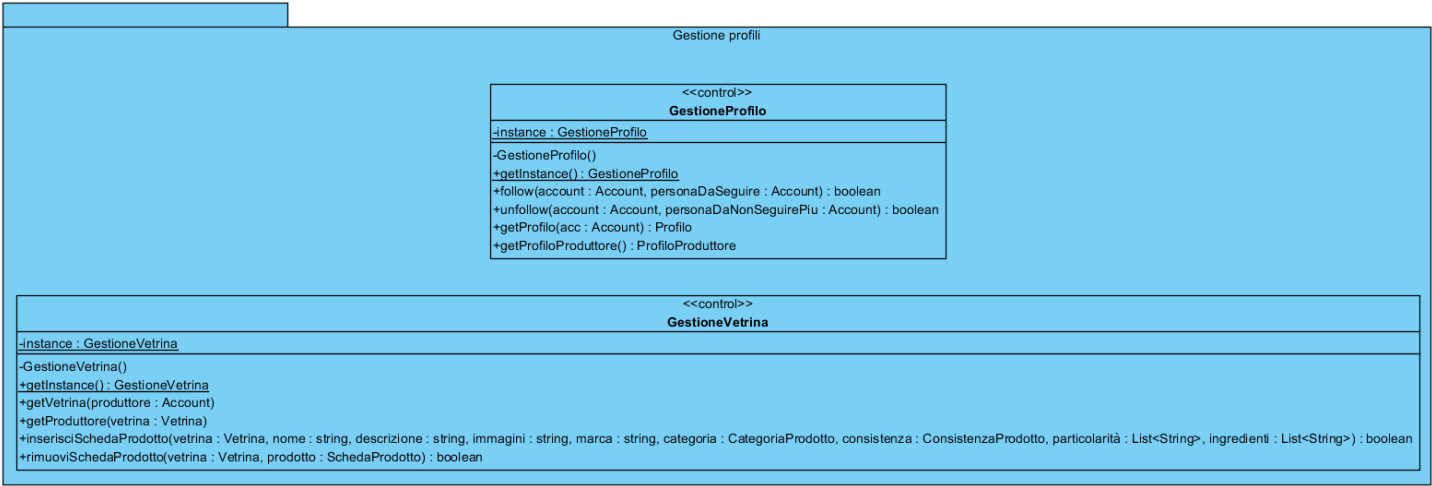 Gestione profili
<<control>>
GestioneProfilo
-instance : GestioneProfilo
-GestioneProfilo()
+getInstance() : GestioneProfilo
+follow(account : Account, personaDaSeguire : Account) : boolean
+unfollow(account : Account, personaDaNonSeguirePiu : Account) : boolean
+getProfilo(acc : Account) : Profilo
+getProfiloProduttore() : ProfiloProduttore
<<control>>
GestioneVetrina
-instance : GestioneVetrina
-GestioneVetrina()
+getInstance() : GestioneVetrina
+getVetrina(produttore : Account)
+getProduttore(vetrina : Vetrina)
+inserisciSchedaProdotto(vetrina : Vetrina, nome : string, descrizione : string, immagini : string, marca : string, categoria : CategoriaProdotto, consistenza : ConsistenzaProdotto, particolarità : List<String>, ingredienti : List<String>) : boolean
+rimuoviSchedaProdotto(vetrina : Vetrina, prodotto : SchedaProdotto) : boolean